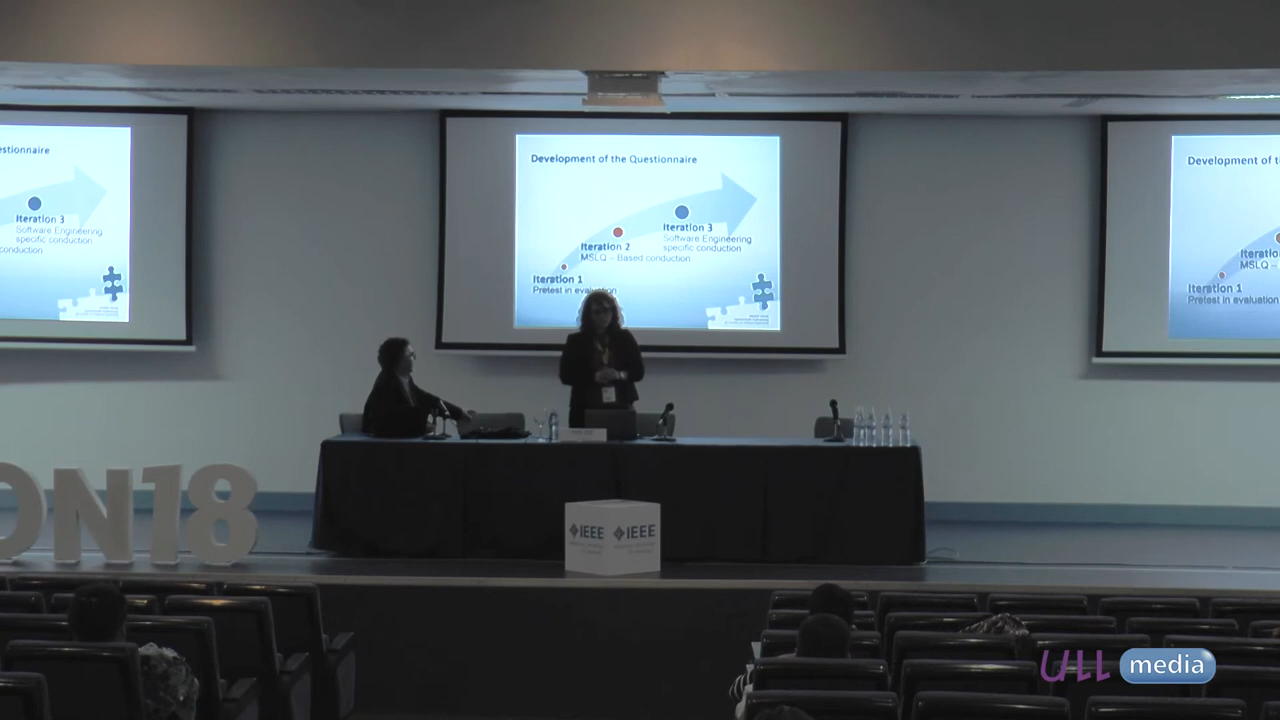 estionnaire
Iteration 3
Software Engineering
specific conduction
conduction
Development of the Questionnaire
Iteration 3
Software Engineering
specific conduction
Iteration 2
MSLQ – Based conduction
Iteration 1
Pretest in evaluation
Development of t
Iteratio
MSLQ –
Iteration 1
Pretest in evaluation
ON18
IEEE
IEEE
ULL media